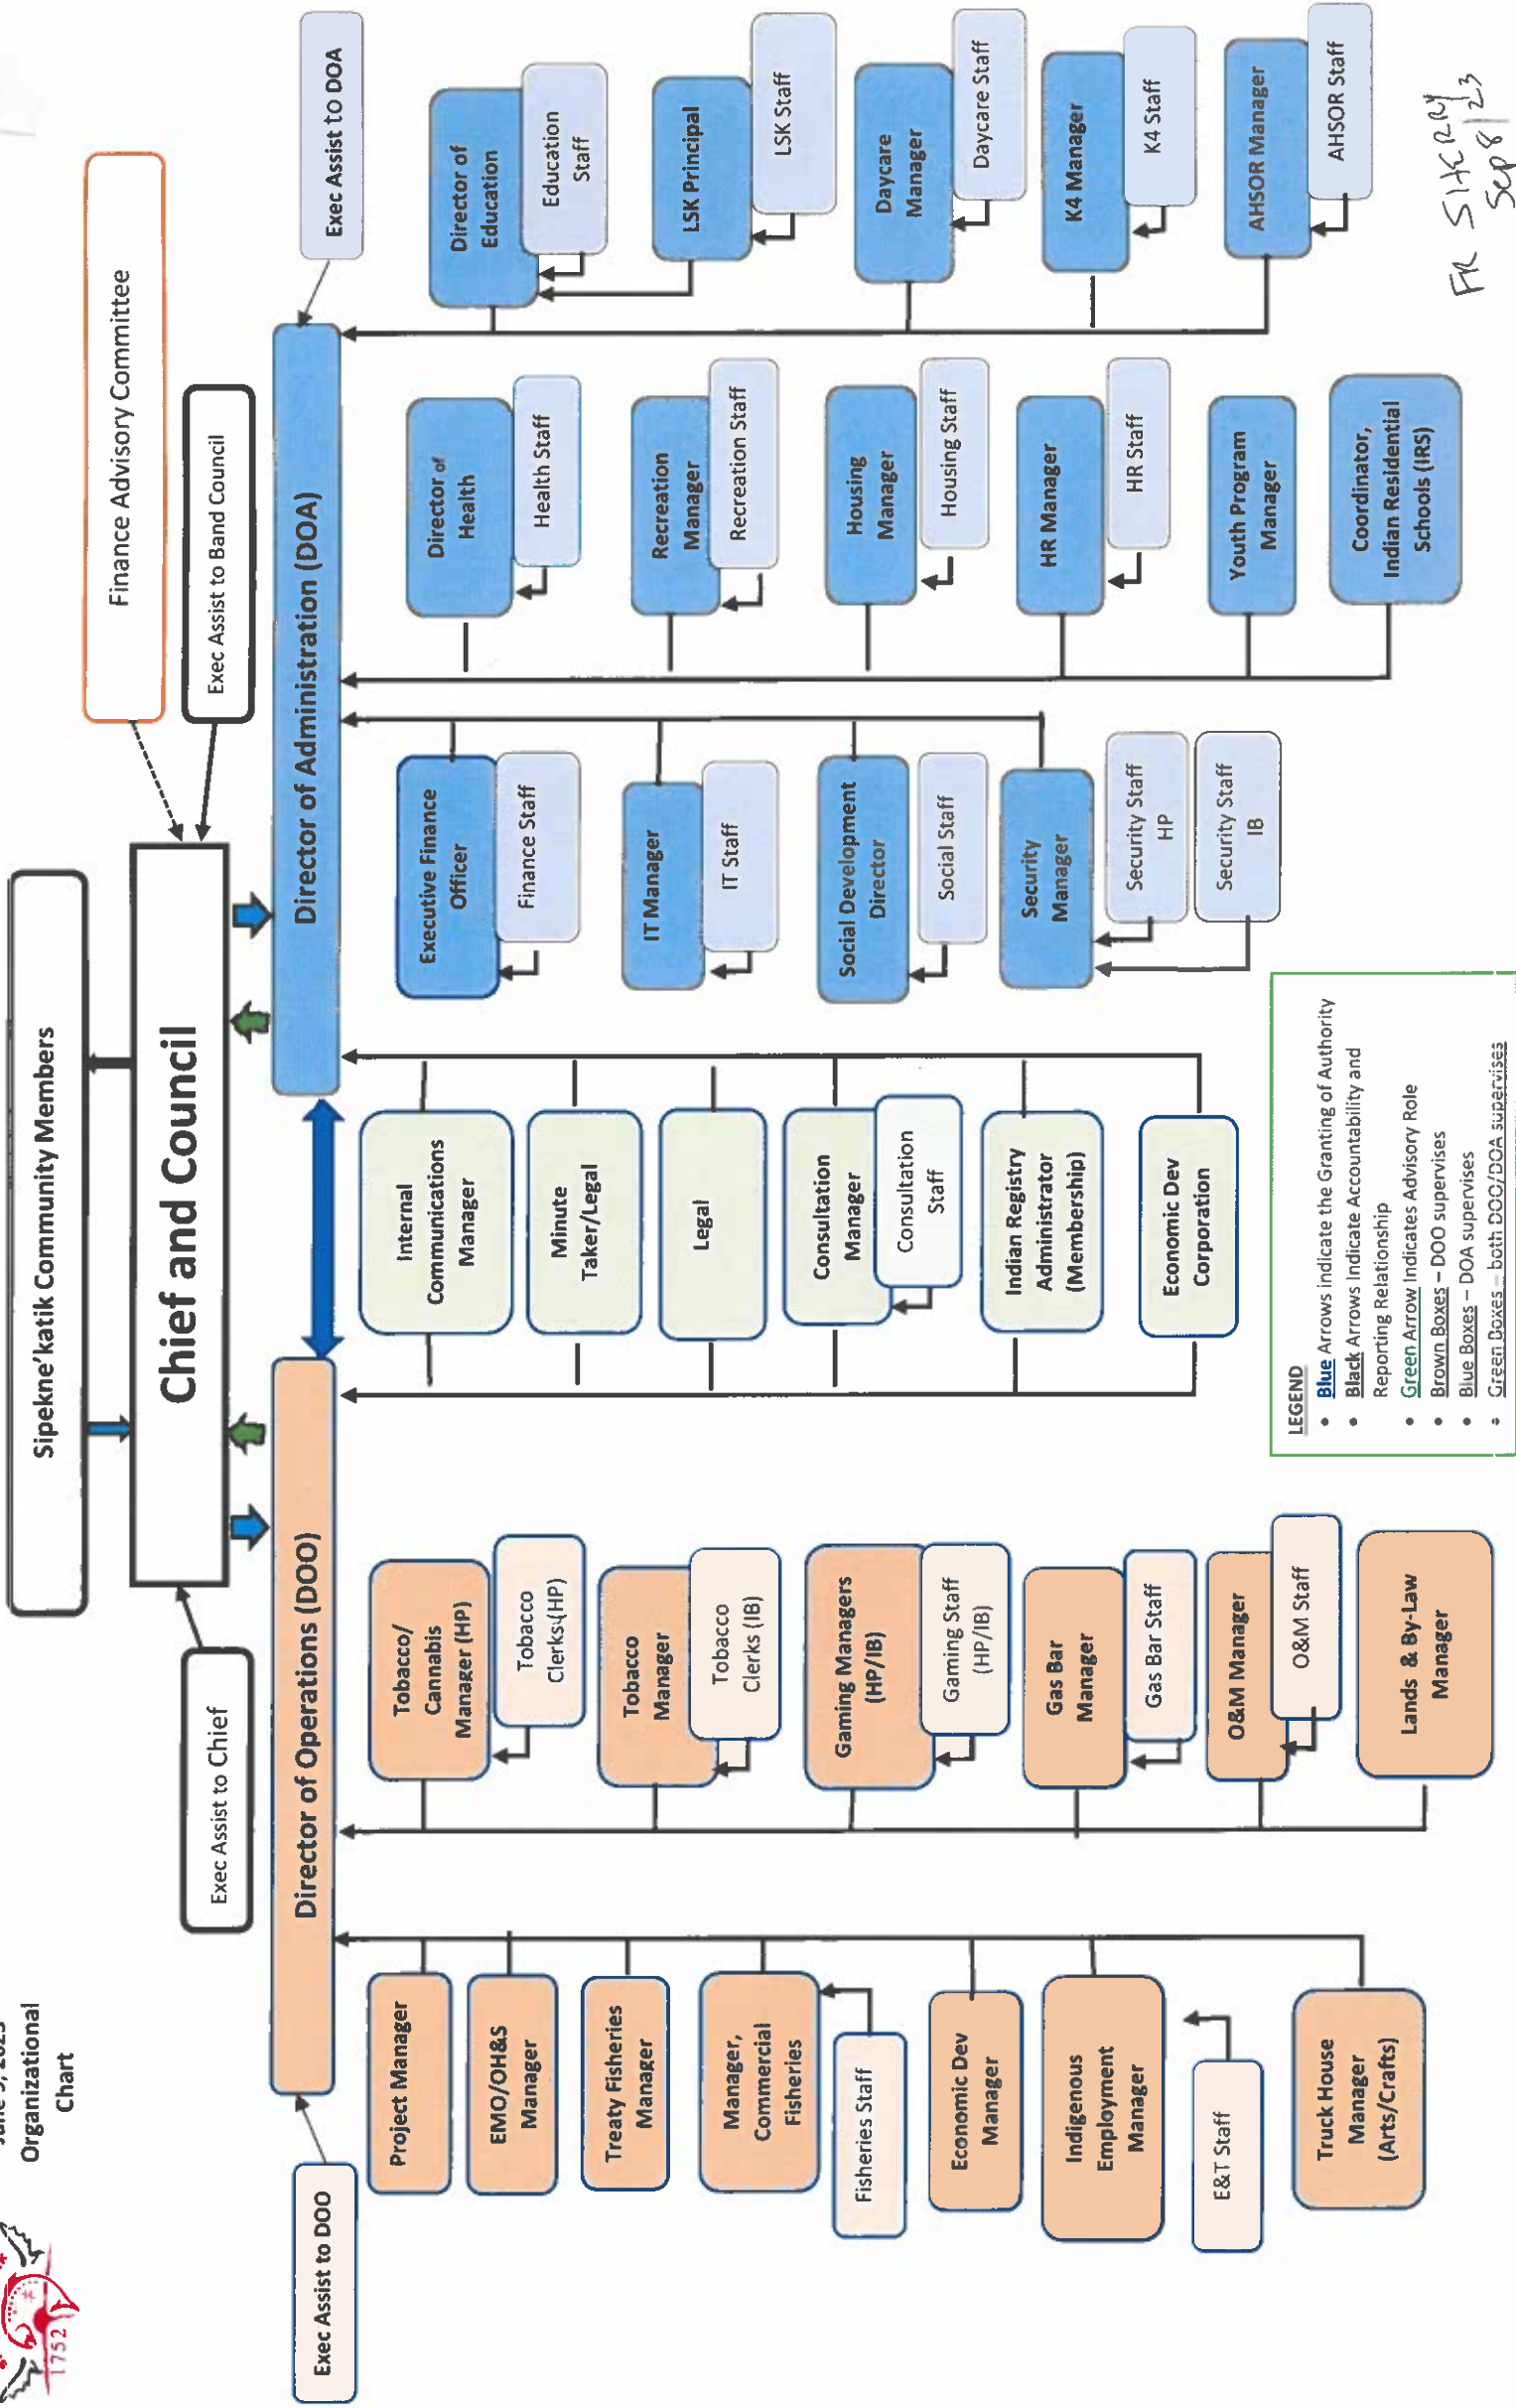 1752
Organizational
Chart
Sipekne'katik Community Members
Chief and Council
Finance Advisory Committee
Exec Assist to Chief
Exec Assist to Band Council
Exec Assist to DOO
Director of Operations (DOO)
Director of Administration (DOA)
Exec Assist to DOA
Project Manager
EMO/OH&S
Manager
Treaty Fisheries
Manager
Manager,
Commercial
Fisheries
Fisheries Staff
Economic Dev
Manager
Indigenous
Employment
Manager
E&T Staff
Truck House
Manager
(Arts/Crafts)
Tobacco/
Cannabis
Manager (HP)
Tobacco
Clerks (HP)
Tobacco
Manager
Tobacco
Clerks (IB)
Gaming Managers
(HP/IB)
Gaming Staff
(HP/IB)
Gas Bar
Manager
Gas Bar Staff
O&M Manager
O&M Staff
Lands & By-Law
Manager
Internal
Communications
Manager
Minute
Taker/Legal
Legal
Consultation
Manager
Consultation
Staff
Indian Registry
Administrator
(Membership)
Economic Dev
Corporation
Executive Finance
Officer
Finance Staff
IT Manager
IT Staff
Social Development
Director
Social Staff
Security
Manager
Security Staff
HP
Security Staff
IB
Director of
Health
Health Staff
Recreation
Manager
Recreation Staff
Housing
Manager
Housing Staff
HR Manager
HR Staff
Youth Program
Manager
Coordinator,
Indian Residential
Schools (IRS)
Director of
Education
Education
Staff
LSK Principal
LSK Staff
Daycare
Manager
Daycare Staff
K4 Manager
K4 Staff
AHSOR Manager
AHSOR Staff
LEGEND
• Blue Arrows indicate the Granting of Authority
• Black Arrows Indicate Accountability and
Reporting Relationship
• Green Arrow Indicates Advisory Role
• Brown Boxes – DOO supervises
• Blue Boxes – DOA supervises
• Green Boxes – both DOO/DOA supervises
FR SHERRY
Sep 8/23